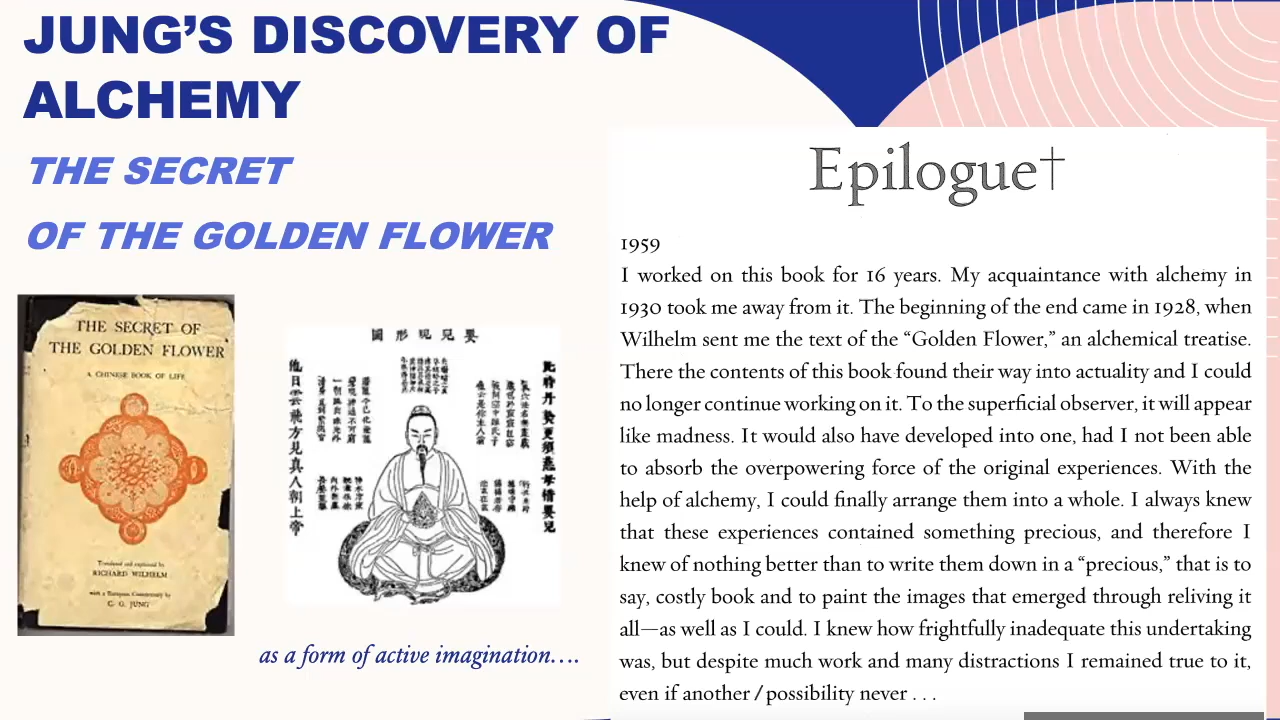 JUNG’S DISCOVERY OF
ALCHEMY
THE SECRET
OF THE GOLDEN FLOWER
THE SECRET OF
THE GOLDEN FLOWER
A CHINESE BOOK OF LIFE
Translated and explained by
RICHARD WILHELM
with a European Commentary by
C. G. JUNG
圖形現兒嬰
as a form of active imagination….
Epilogue†
1959
I worked on this book for 16 years. My acquaintance with alchemy in
1930 took me away from it. The beginning of the end came in 1928, when
Wilhelm sent me the text of the “Golden Flower,” an alchemical treatise.
There the contents of this book found their way into actuality and I could
no longer continue working on it. To the superficial observer, it will appear
like madness. It would also have developed into one, had I not been able
to absorb the overpowering force of the original experiences. With the
help of alchemy, I could finally arrange them into a whole. I always knew
that these experiences contained something precious, and therefore I
knew of nothing better than to write them down in a “precious,” that is to
say, costly book and to paint the images that emerged through reliving it
all—as well as I could. I knew how frightfully inadequate this undertaking
was, but despite much work and many distractions I remained true to it,
even if another / possibility never . . .